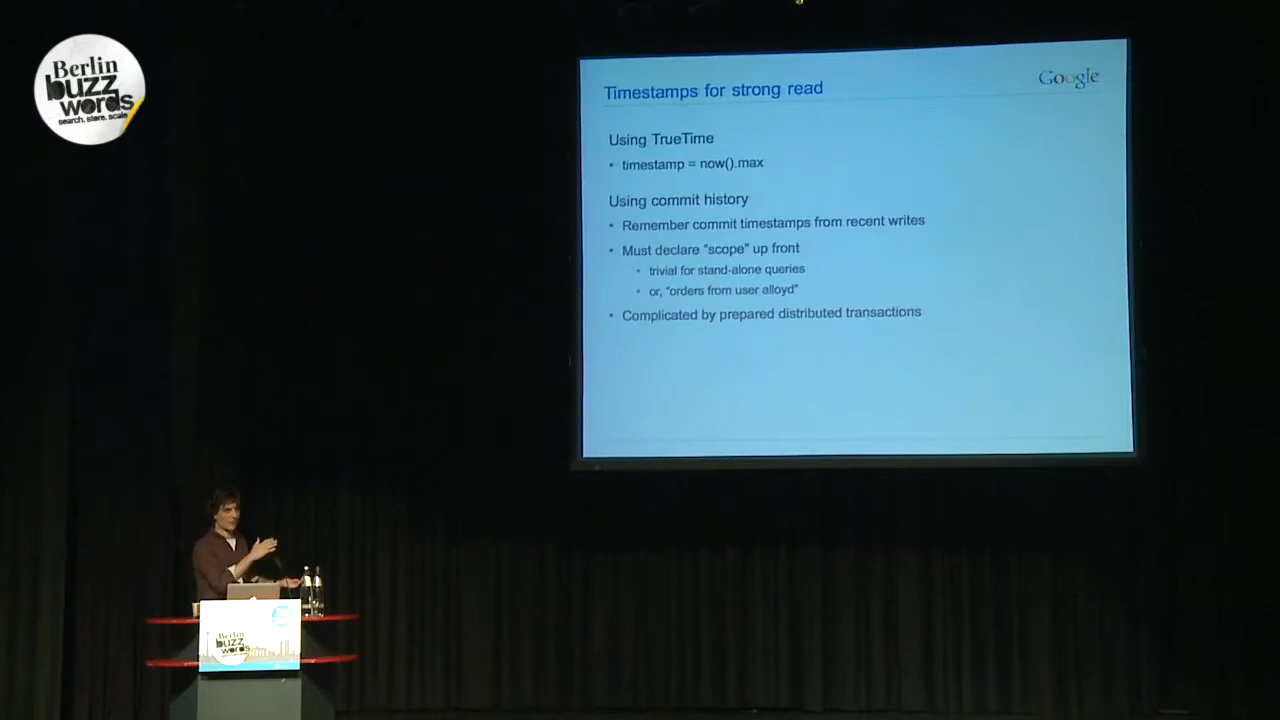 Berlin
buzz
words
search. store. scale
Google
Timestamps for strong read
Using TrueTime
• timestamp = now().max
Using commit history
• Remember commit timestamps from recent writes
• Must declare "scope" up front
• trivial for stand-alone queries
• or, "orders from user alloyd"
• Complicated by prepared distributed transactions
Berlin
buzz
words